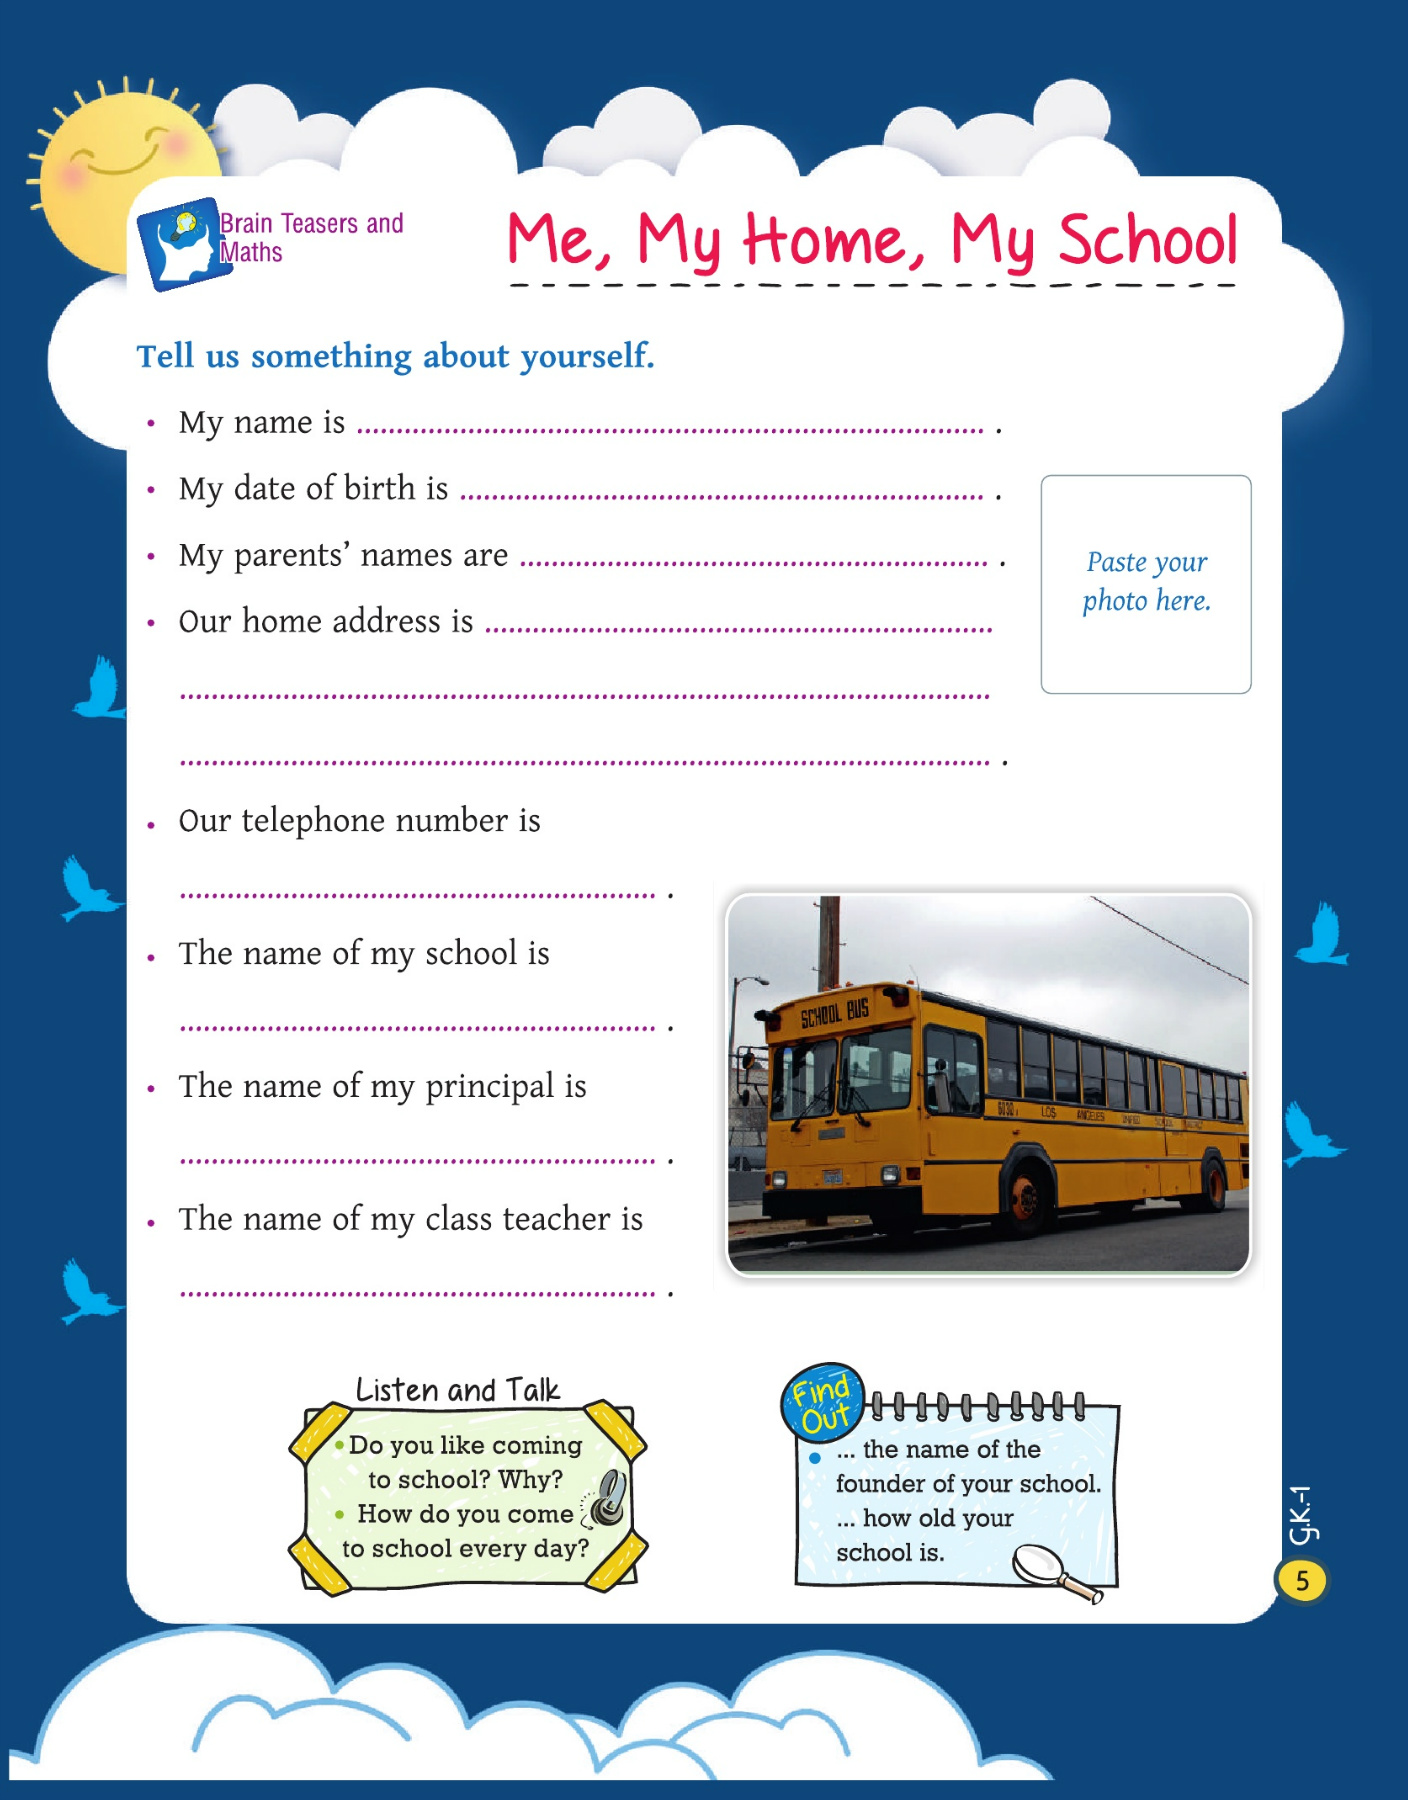 Brain Teasers and
Maths
Me, My Home, My School
Tell us something about yourself.
• My name is ................................................................................ .
• My date of birth is ................................................................... .
• My parents’ names are ............................................................ .
• Our home address is .................................................................
........................................................................................................
........................................................................................................ .
Paste your
photo here.
• Our telephone number is
............................................................. .
• The name of my school is
............................................................. .
• The name of my principal is
............................................................. .
• The name of my class teacher is
............................................................. .
SCHOOL BUS
LOS ANGELES UNIFIED SCHOOL
Listen and Talk
• Do you like coming
to school? Why?
• How do you come
to school every day?
Find
Out
• ... the name of the
founder of your school.
... how old your
school is.
G.K.-1
5